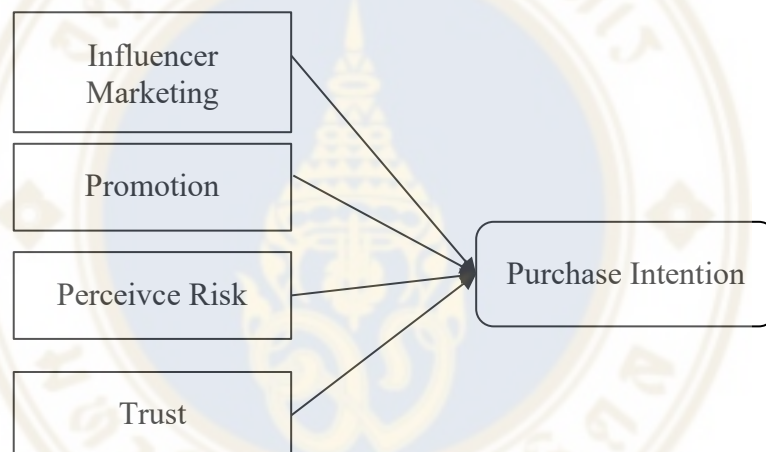 Influencer
Marketing
Promotion
Perceivce Risk
Purchase Intention
Trust